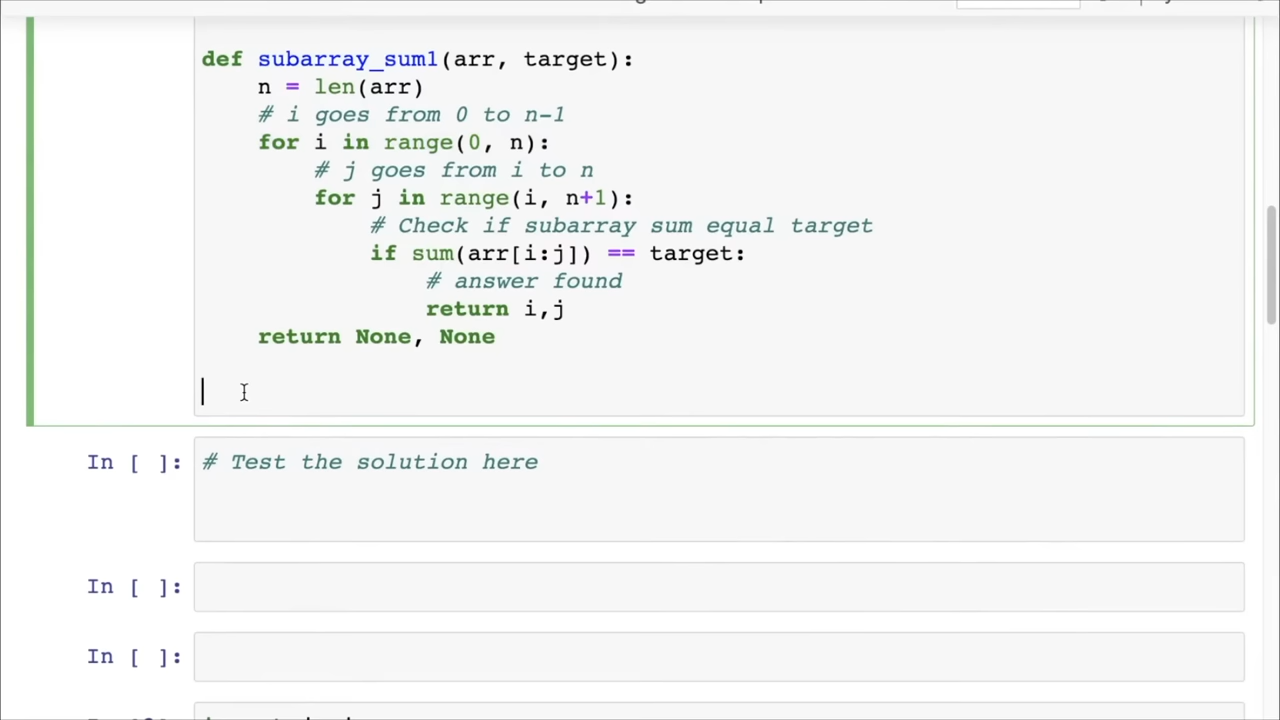 def subarray_sum1(arr, target):
    n = len(arr)
    # i goes from 0 to n-1
    for i in range(0, n):
        # j goes from i to n
        for j in range(i, n+1):
            # Check if subarray sum equal target
            if sum(arr[i:j]) == target:
                # answer found
                return i,j
    return None, None
In [ ]: # Test the solution here
In [ ]:
In [ ]: